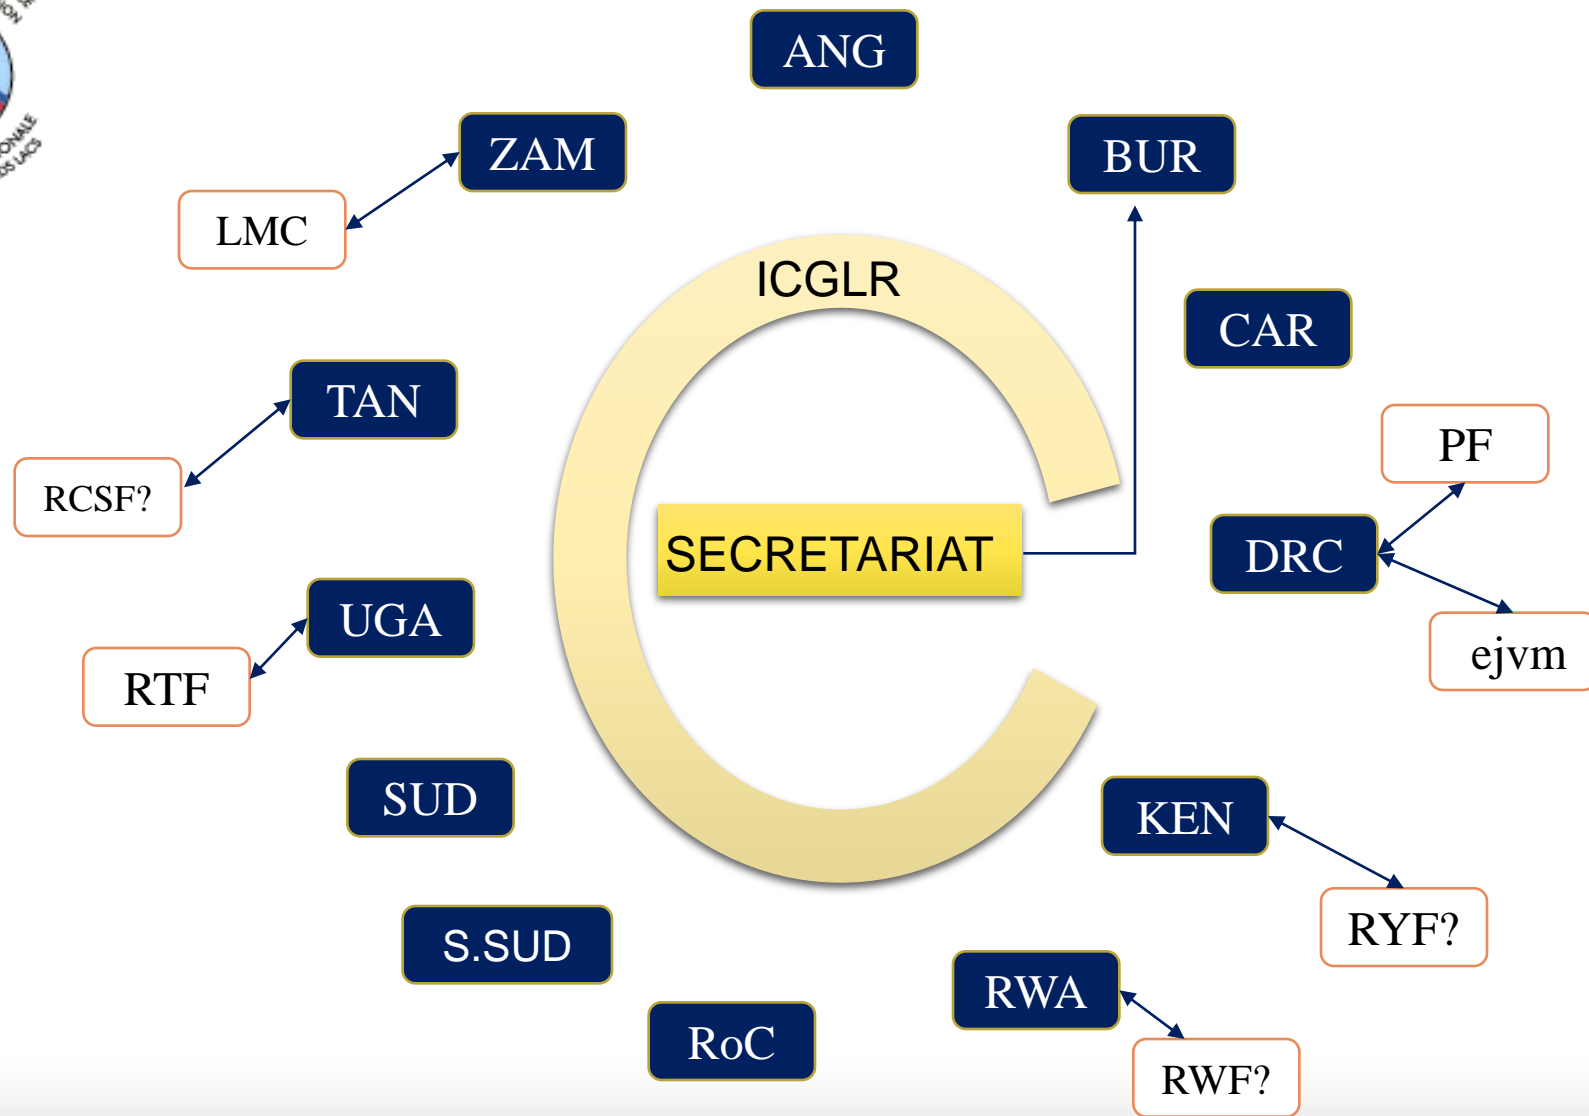 ANG
ZAM
BUR
LMC
ICGLR
CAR
TAN
PF
RCSF?
SECRETARIAT
DRC
UGA
ejvm
RTF
SUD
KEN
S.SUD
RYF?
RWA
RoC
RWF?